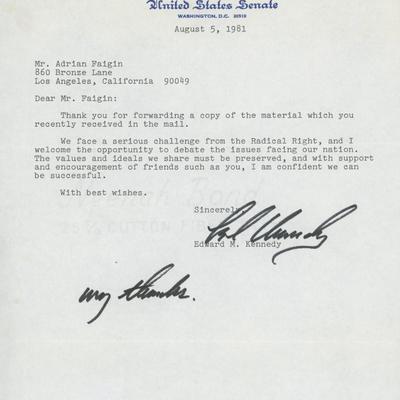 United States Senate
WASHINGTON, D.C. 20510
August 5, 1981
Mr. Adrian Faigin
860 Bronze Lane
Los Angeles, California 90049
Dear Mr. Faigin:
Thank you for forwarding a copy of the material which you
recently received in the mail.
We face a serious challenge from the Radical Right, and I
welcome the opportunity to debate the issues facing our nation.
The values and ideals we share must be preserved, and with support
and encouragement of friends such as you, I am confident we can
be successful.
With best wishes.
Sincerely,
Edward M. Kennedy
my thanks.